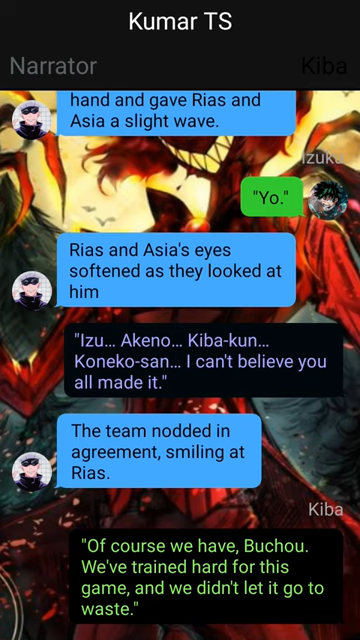 Kumar TS
Narrator
Kiba
hand and gave Rias and
Asia a slight wave.
Izuku
"Yo."
Rias and Asia's eyes
softened as they looked at
him
"Izu... Akeno... Kiba-kun...
Koneko-san... I can't believe you
all made it."
The team nodded in
agreement, smiling at
Rias.
Kiba
"Of course we have, Buchou.
We've trained hard for this
game, and we didn't let it go to
waste."